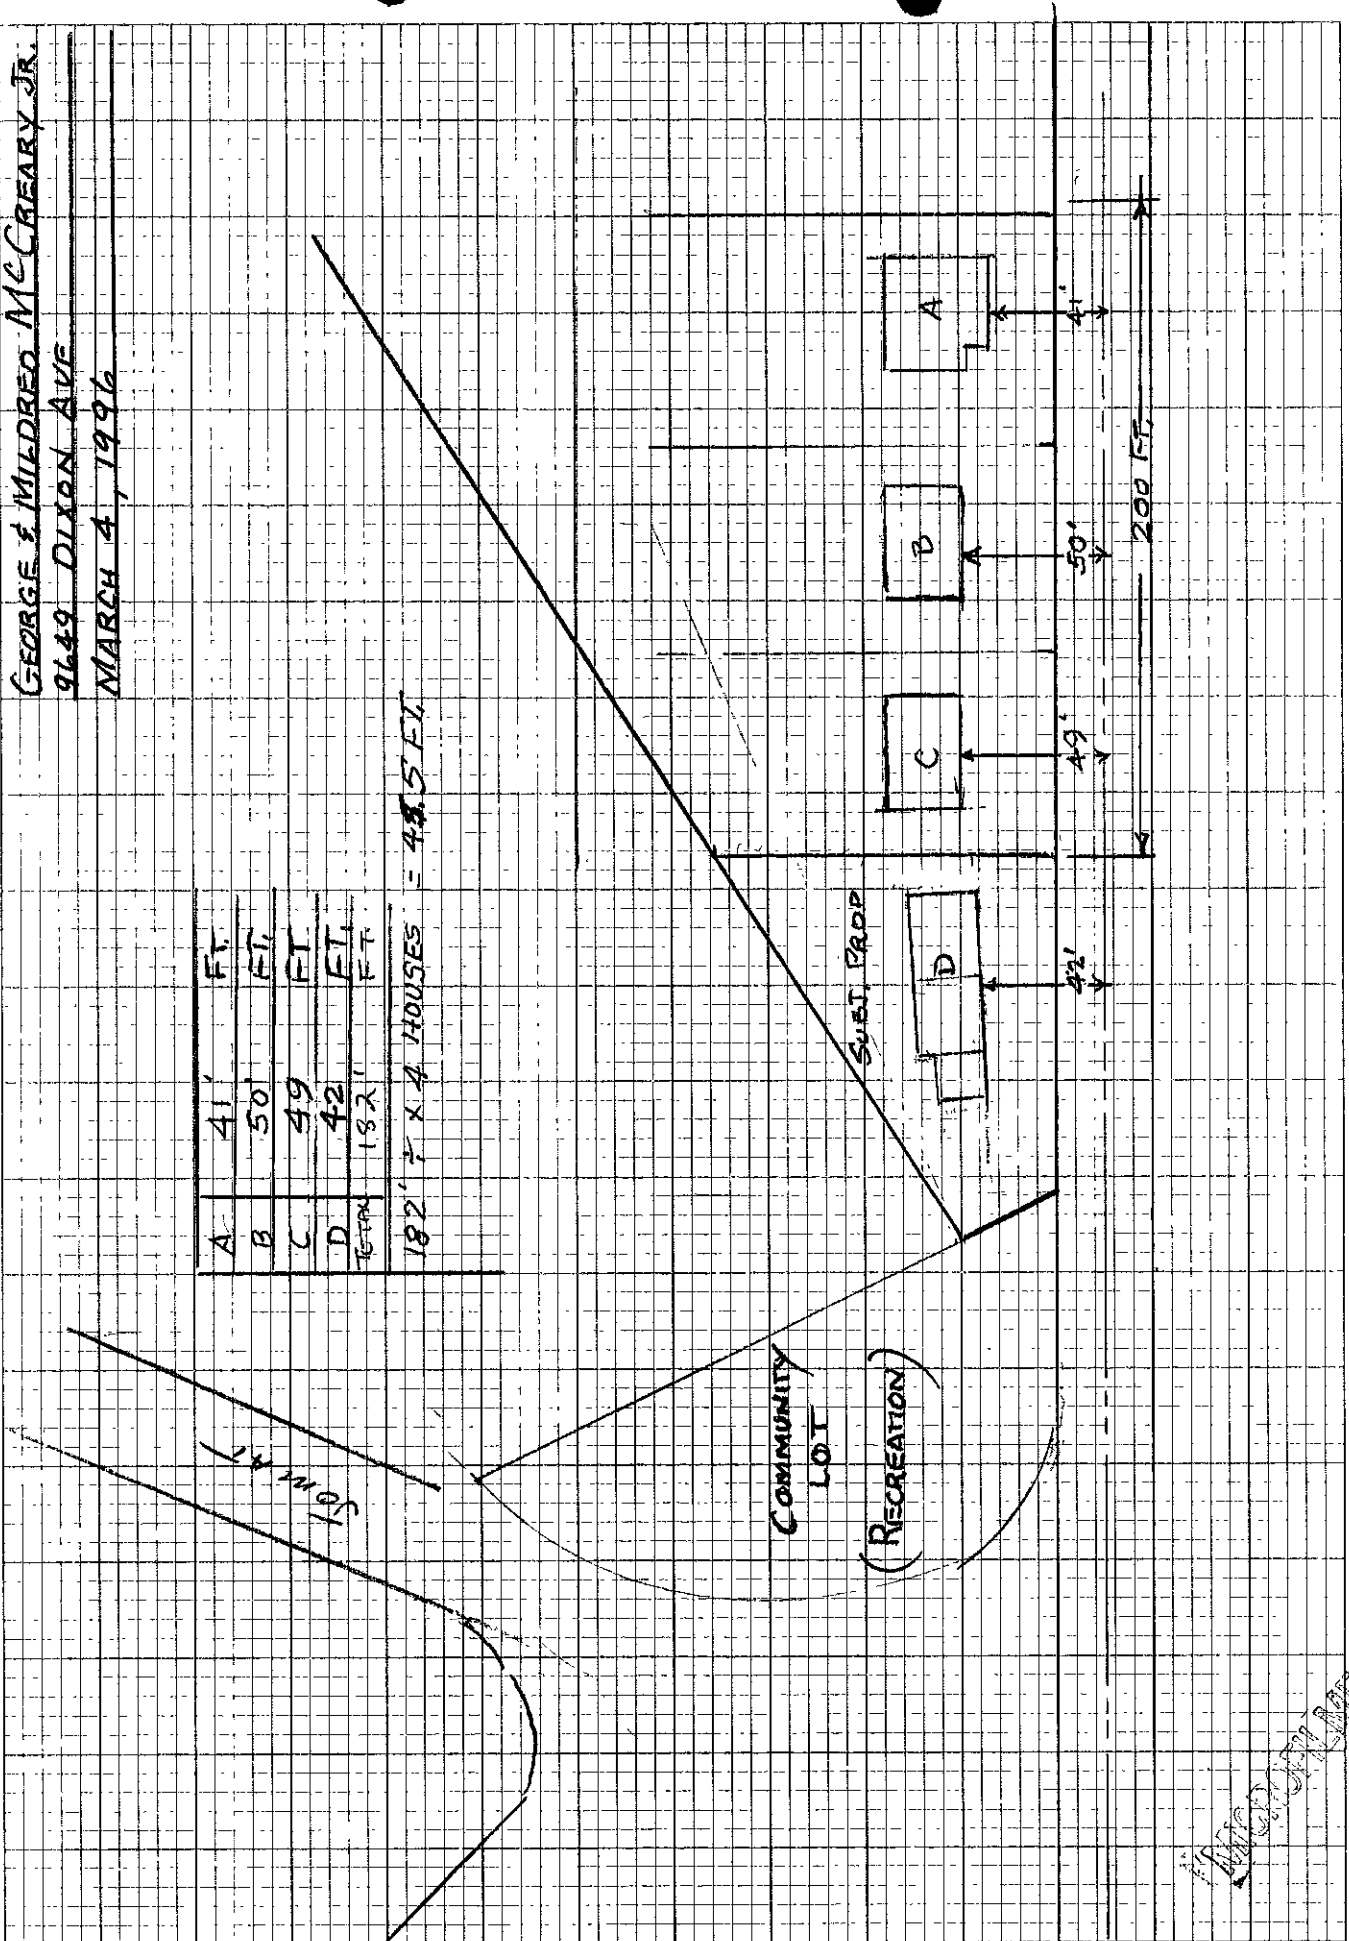 GEORGE & MILDRED McCREARY JR.
9649 DIXON AVE
MARCH 4, 1996
A 41' FT.
B 50' FT.
C 49 FT
D 42 FT.
TOTAL 182' FT.
182' ÷ X 4 HOUSES = 45.5 FT.
A
B
C
D
SUBJ. PROP
41'
50'
49'
42'
200 FT.
COMMUNITY
LOT
(RECREATION)
MICROFILMED